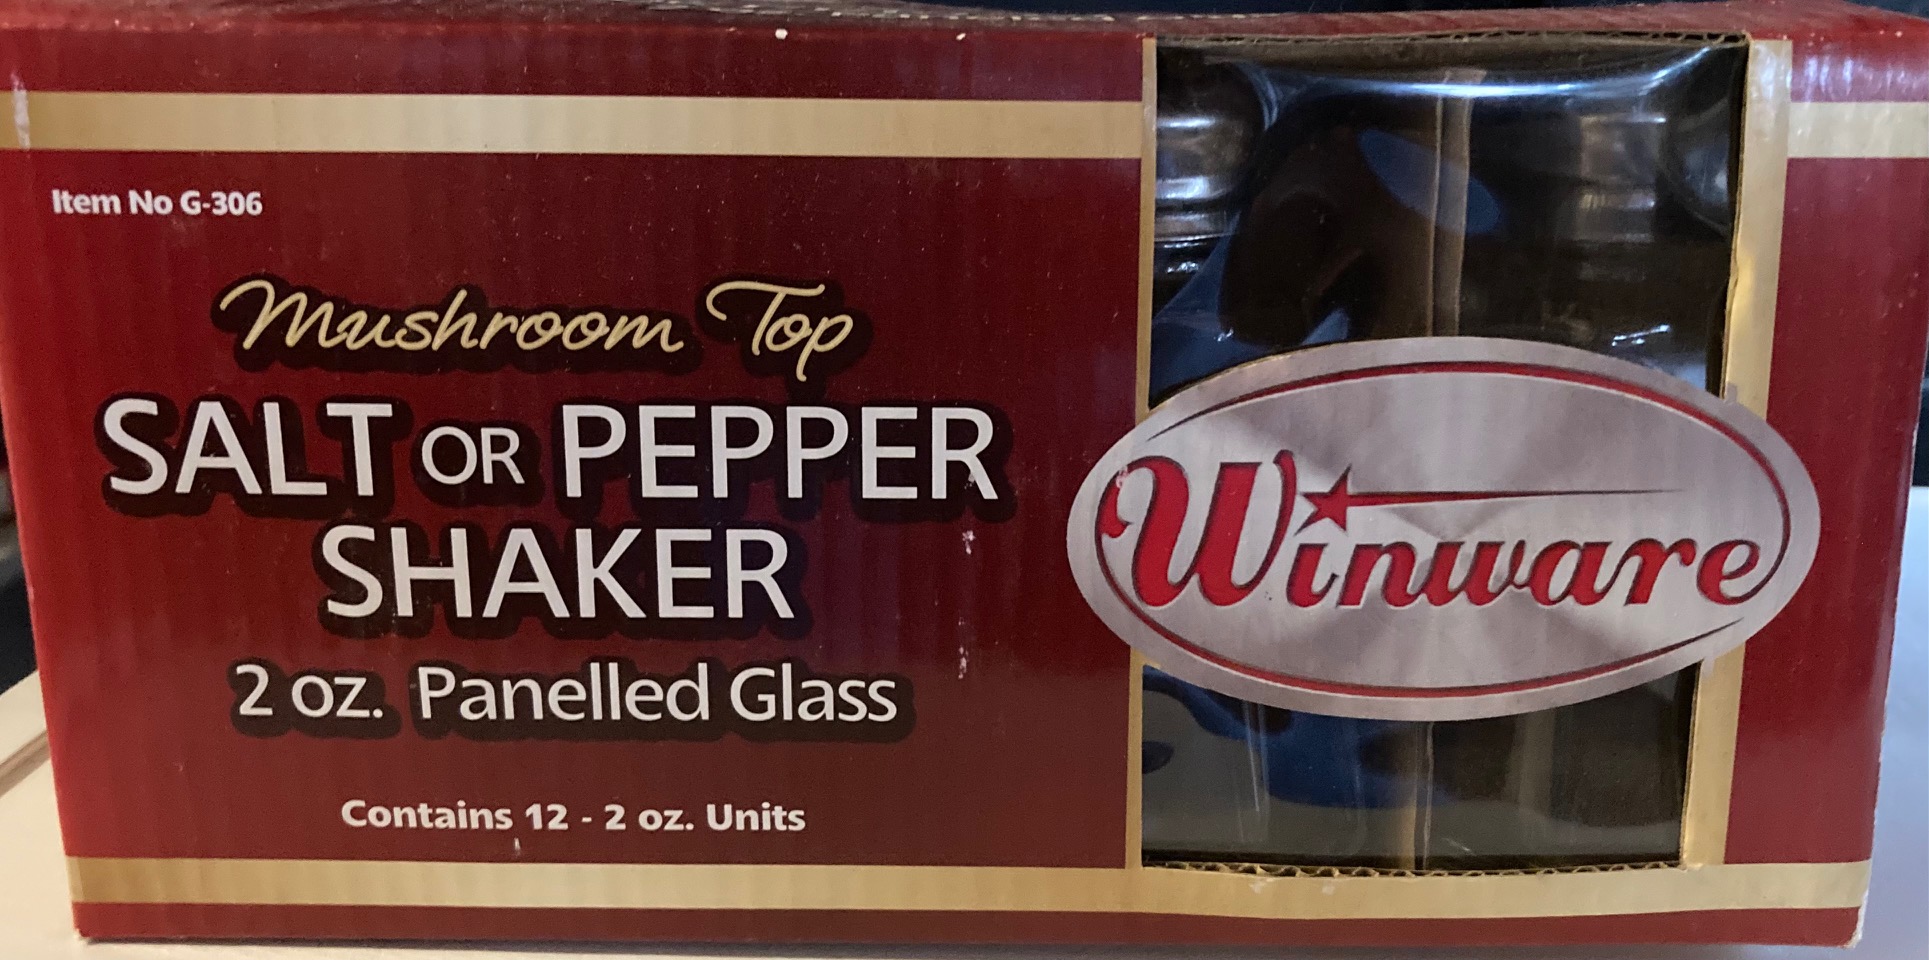 Item No G-306
Mushroom Top
SALT OR PEPPER
SHAKER
2 oz. Panelled Glass
Contains 12 - 2 oz. Units
Winware